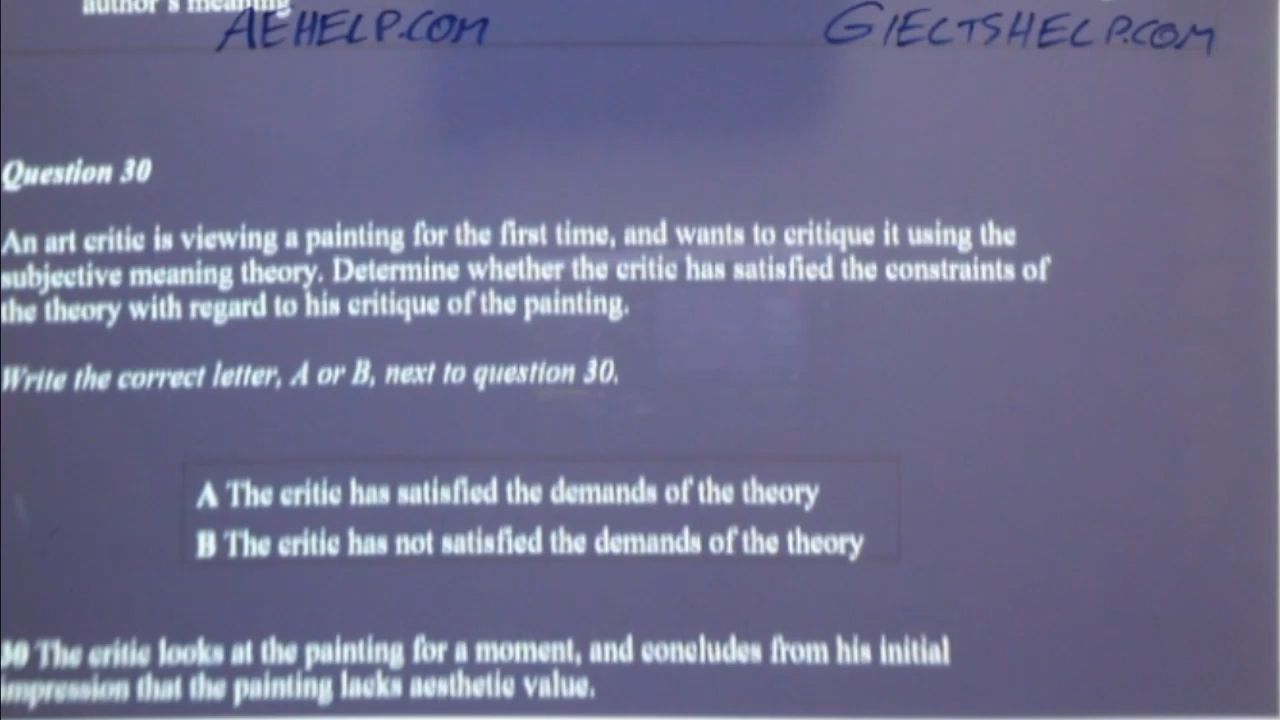 author's meaning
AEHELP.COM
GIELTSHELP.COM
Question 30
An art critic is viewing a painting for the first time, and wants to critique it using the
subjective meaning theory. Determine whether the critic has satisfied the constraints of
the theory with regard to his critique of the painting.
Write the correct letter, A or B, next to question 30.
A The critic has satisfied the demands of the theory
B The critic has not satisfied the demands of the theory
30 The critic looks at the painting for a moment, and concludes from his initial
impression that the painting lacks aesthetic value.